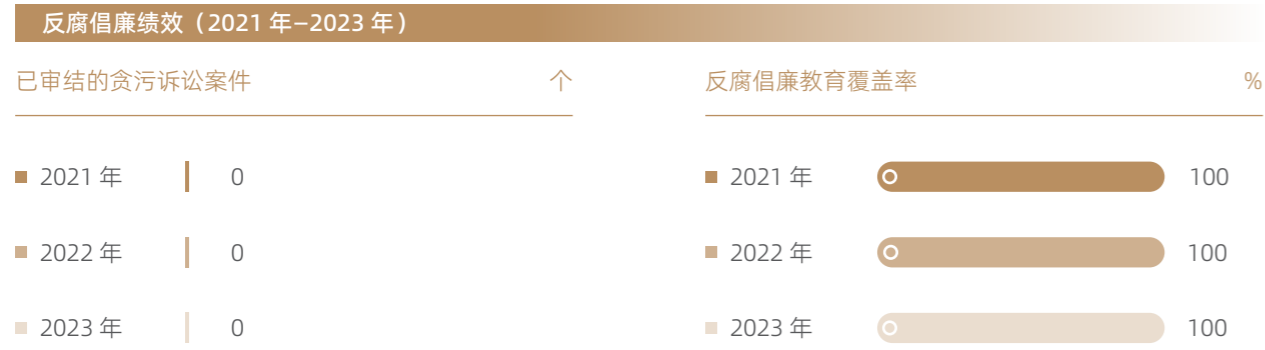 反腐倡廉绩效（2021 年—2023 年）
已审结的贪污诉讼案件 个
2021 年 0
2022 年 0
2023 年 0
反腐倡廉教育覆盖率 %
2021 年 100
2022 年 100
2023 年 100